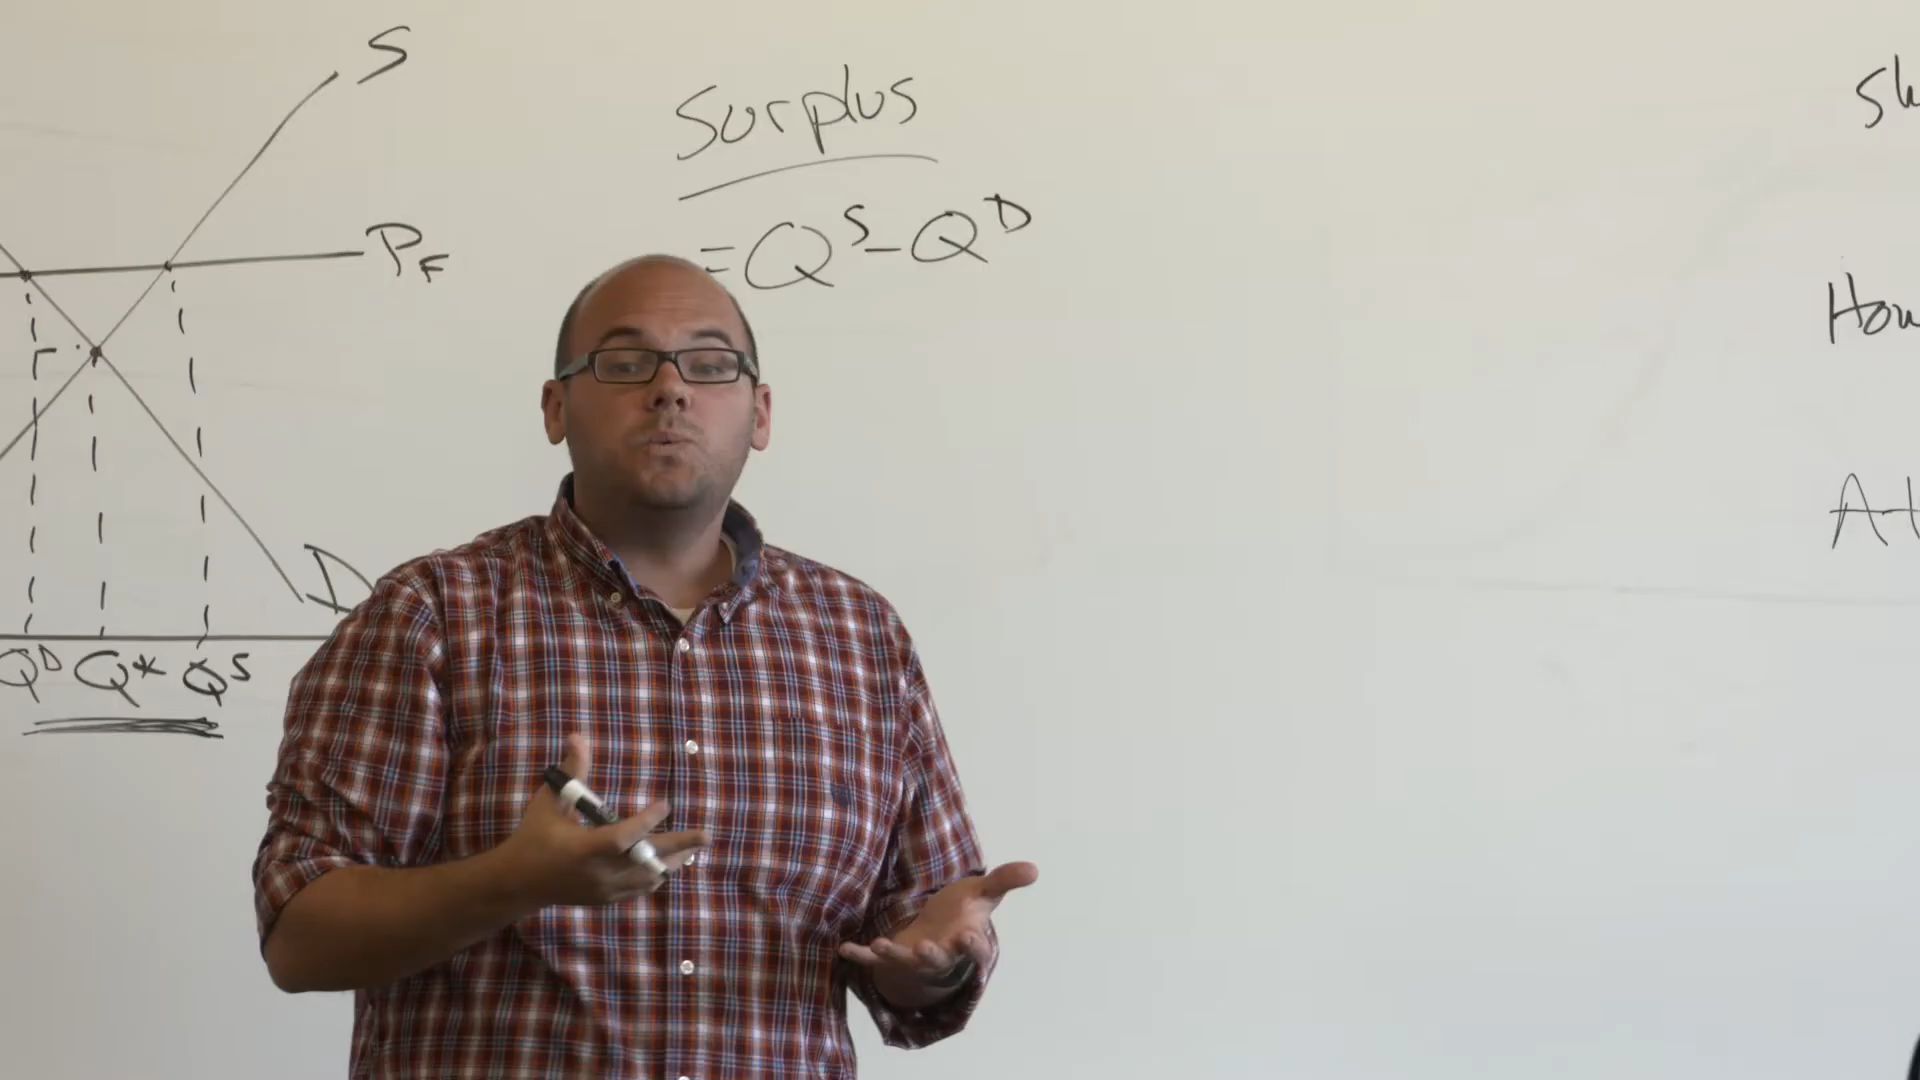 S
Surplus
= Q^S - Q^D
P_F
D
Q^D Q* Q^S